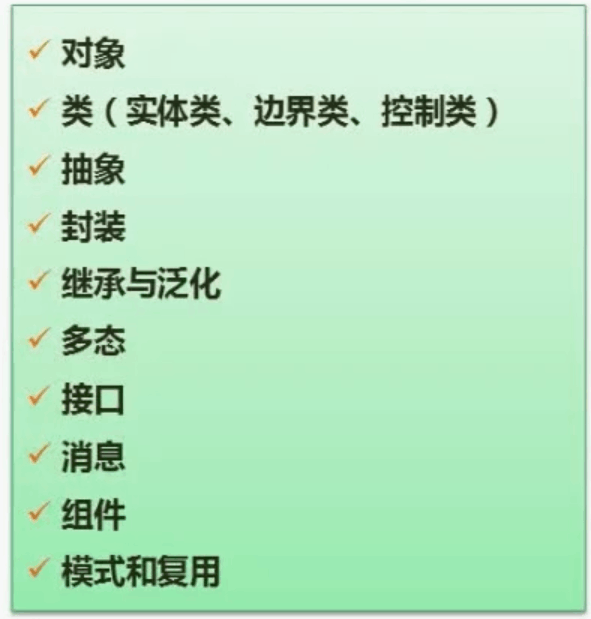 ✓ 对象
✓ 类（实体类、边界类、控制类）
✓ 抽象
✓ 封装
✓ 继承与泛化
✓ 多态
✓ 接口
✓ 消息
✓ 组件
✓ 模式和复用